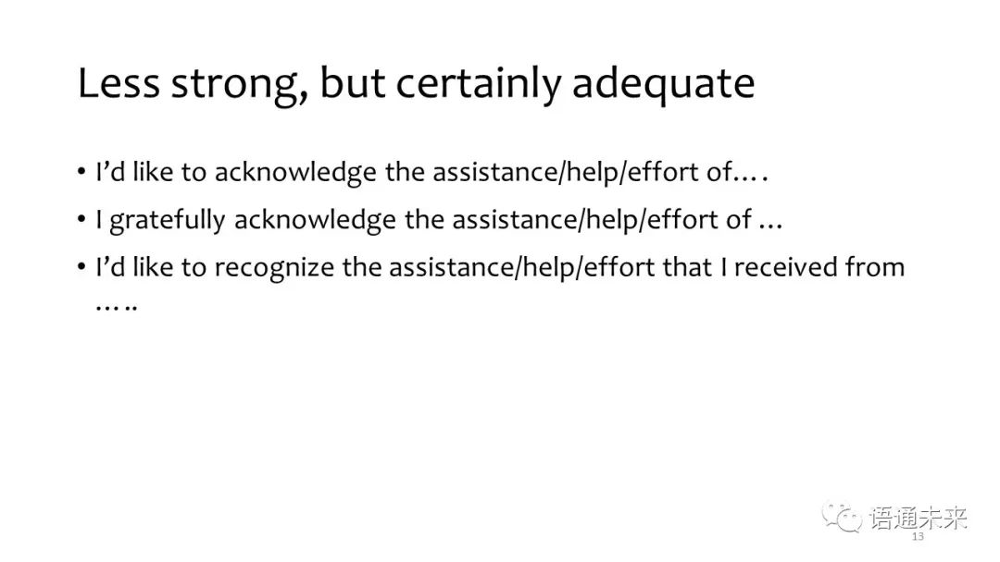 Less strong, but certainly adequate
• I’d like to acknowledge the assistance/help/effort of… .
• I gratefully acknowledge the assistance/help/effort of …
• I’d like to recognize the assistance/help/effort that I received from
… ..
语通未来
13